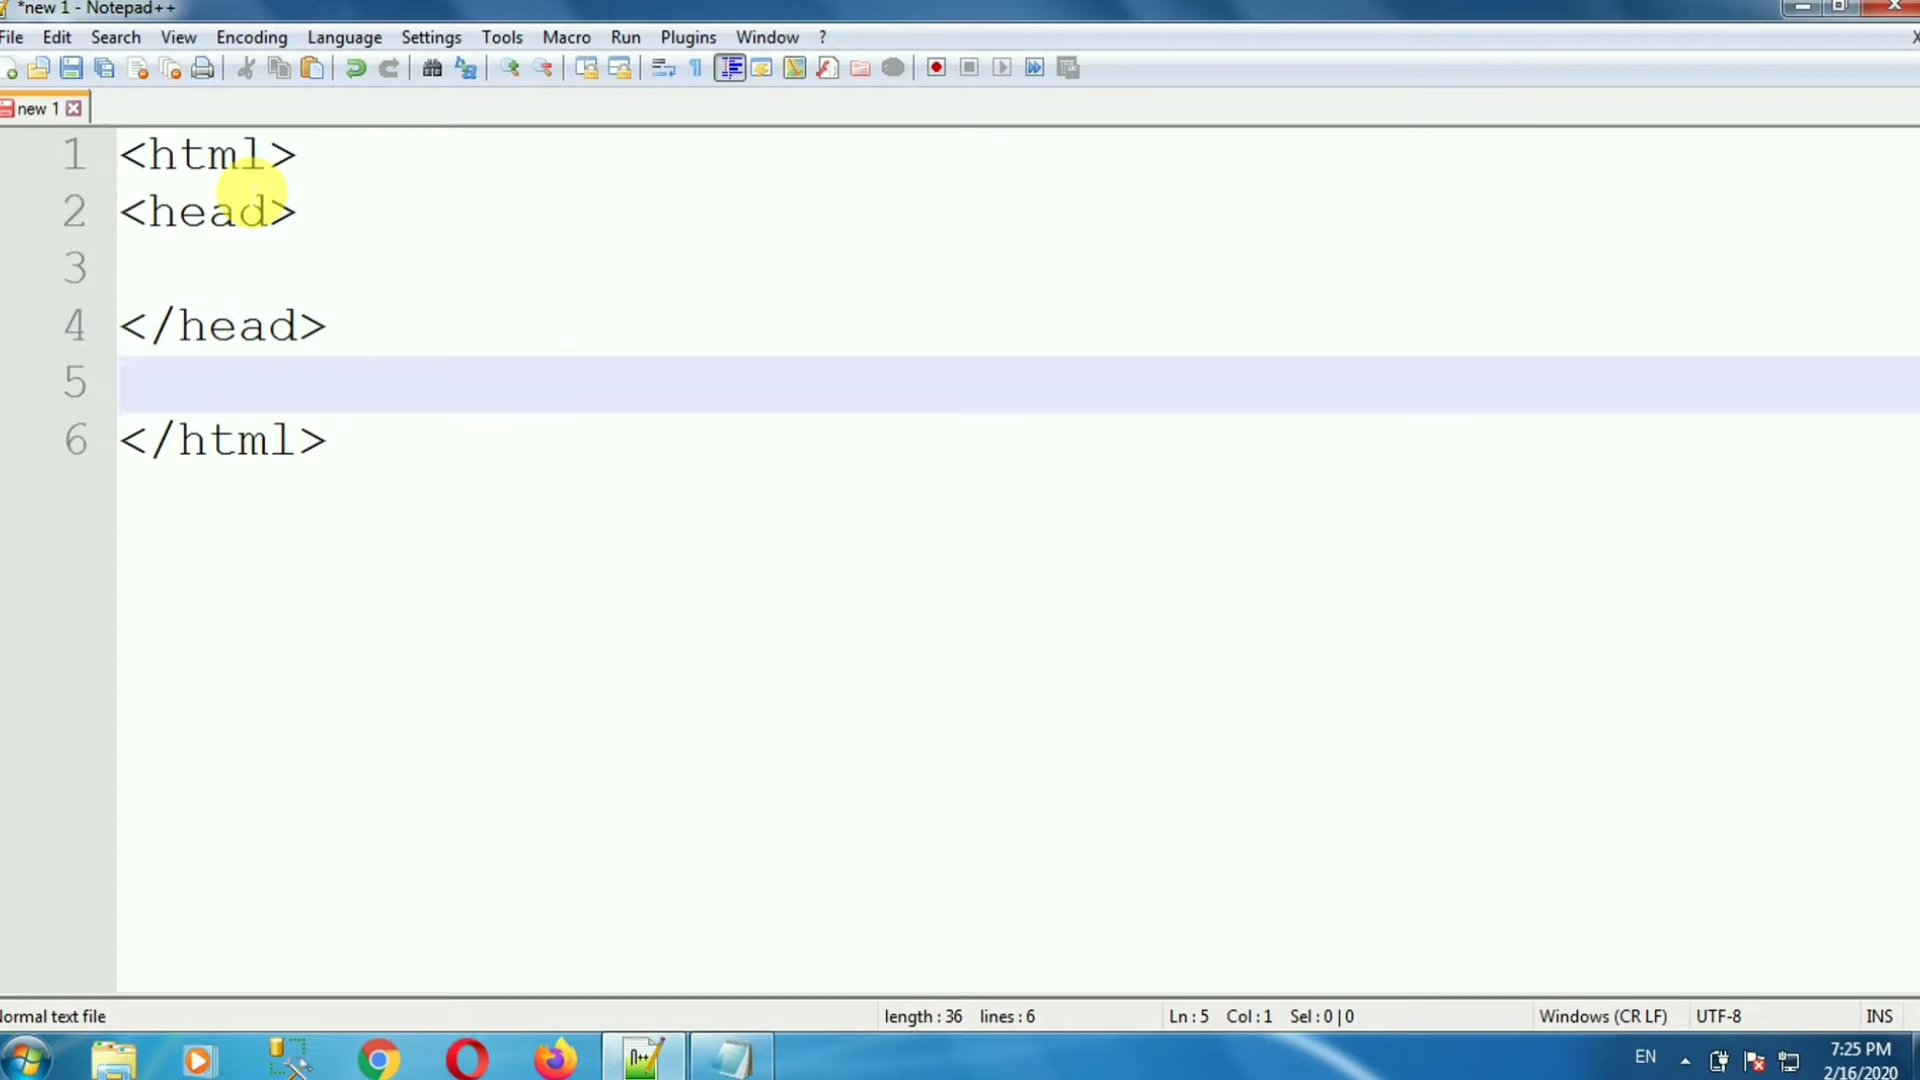 *new 1 - Notepad++
File Edit Search View Encoding Language Settings Tools Macro Run Plugins Window ? X
new 1
1 <html>
2 <head>
3
4 </head>
5
6 </html>
ormal text file length : 36 lines : 6 Ln : 5 Col : 1 Sel : 0 | 0 Windows (CR LF) UTF-8 INS
EN
7:25 PM
2/16/2020